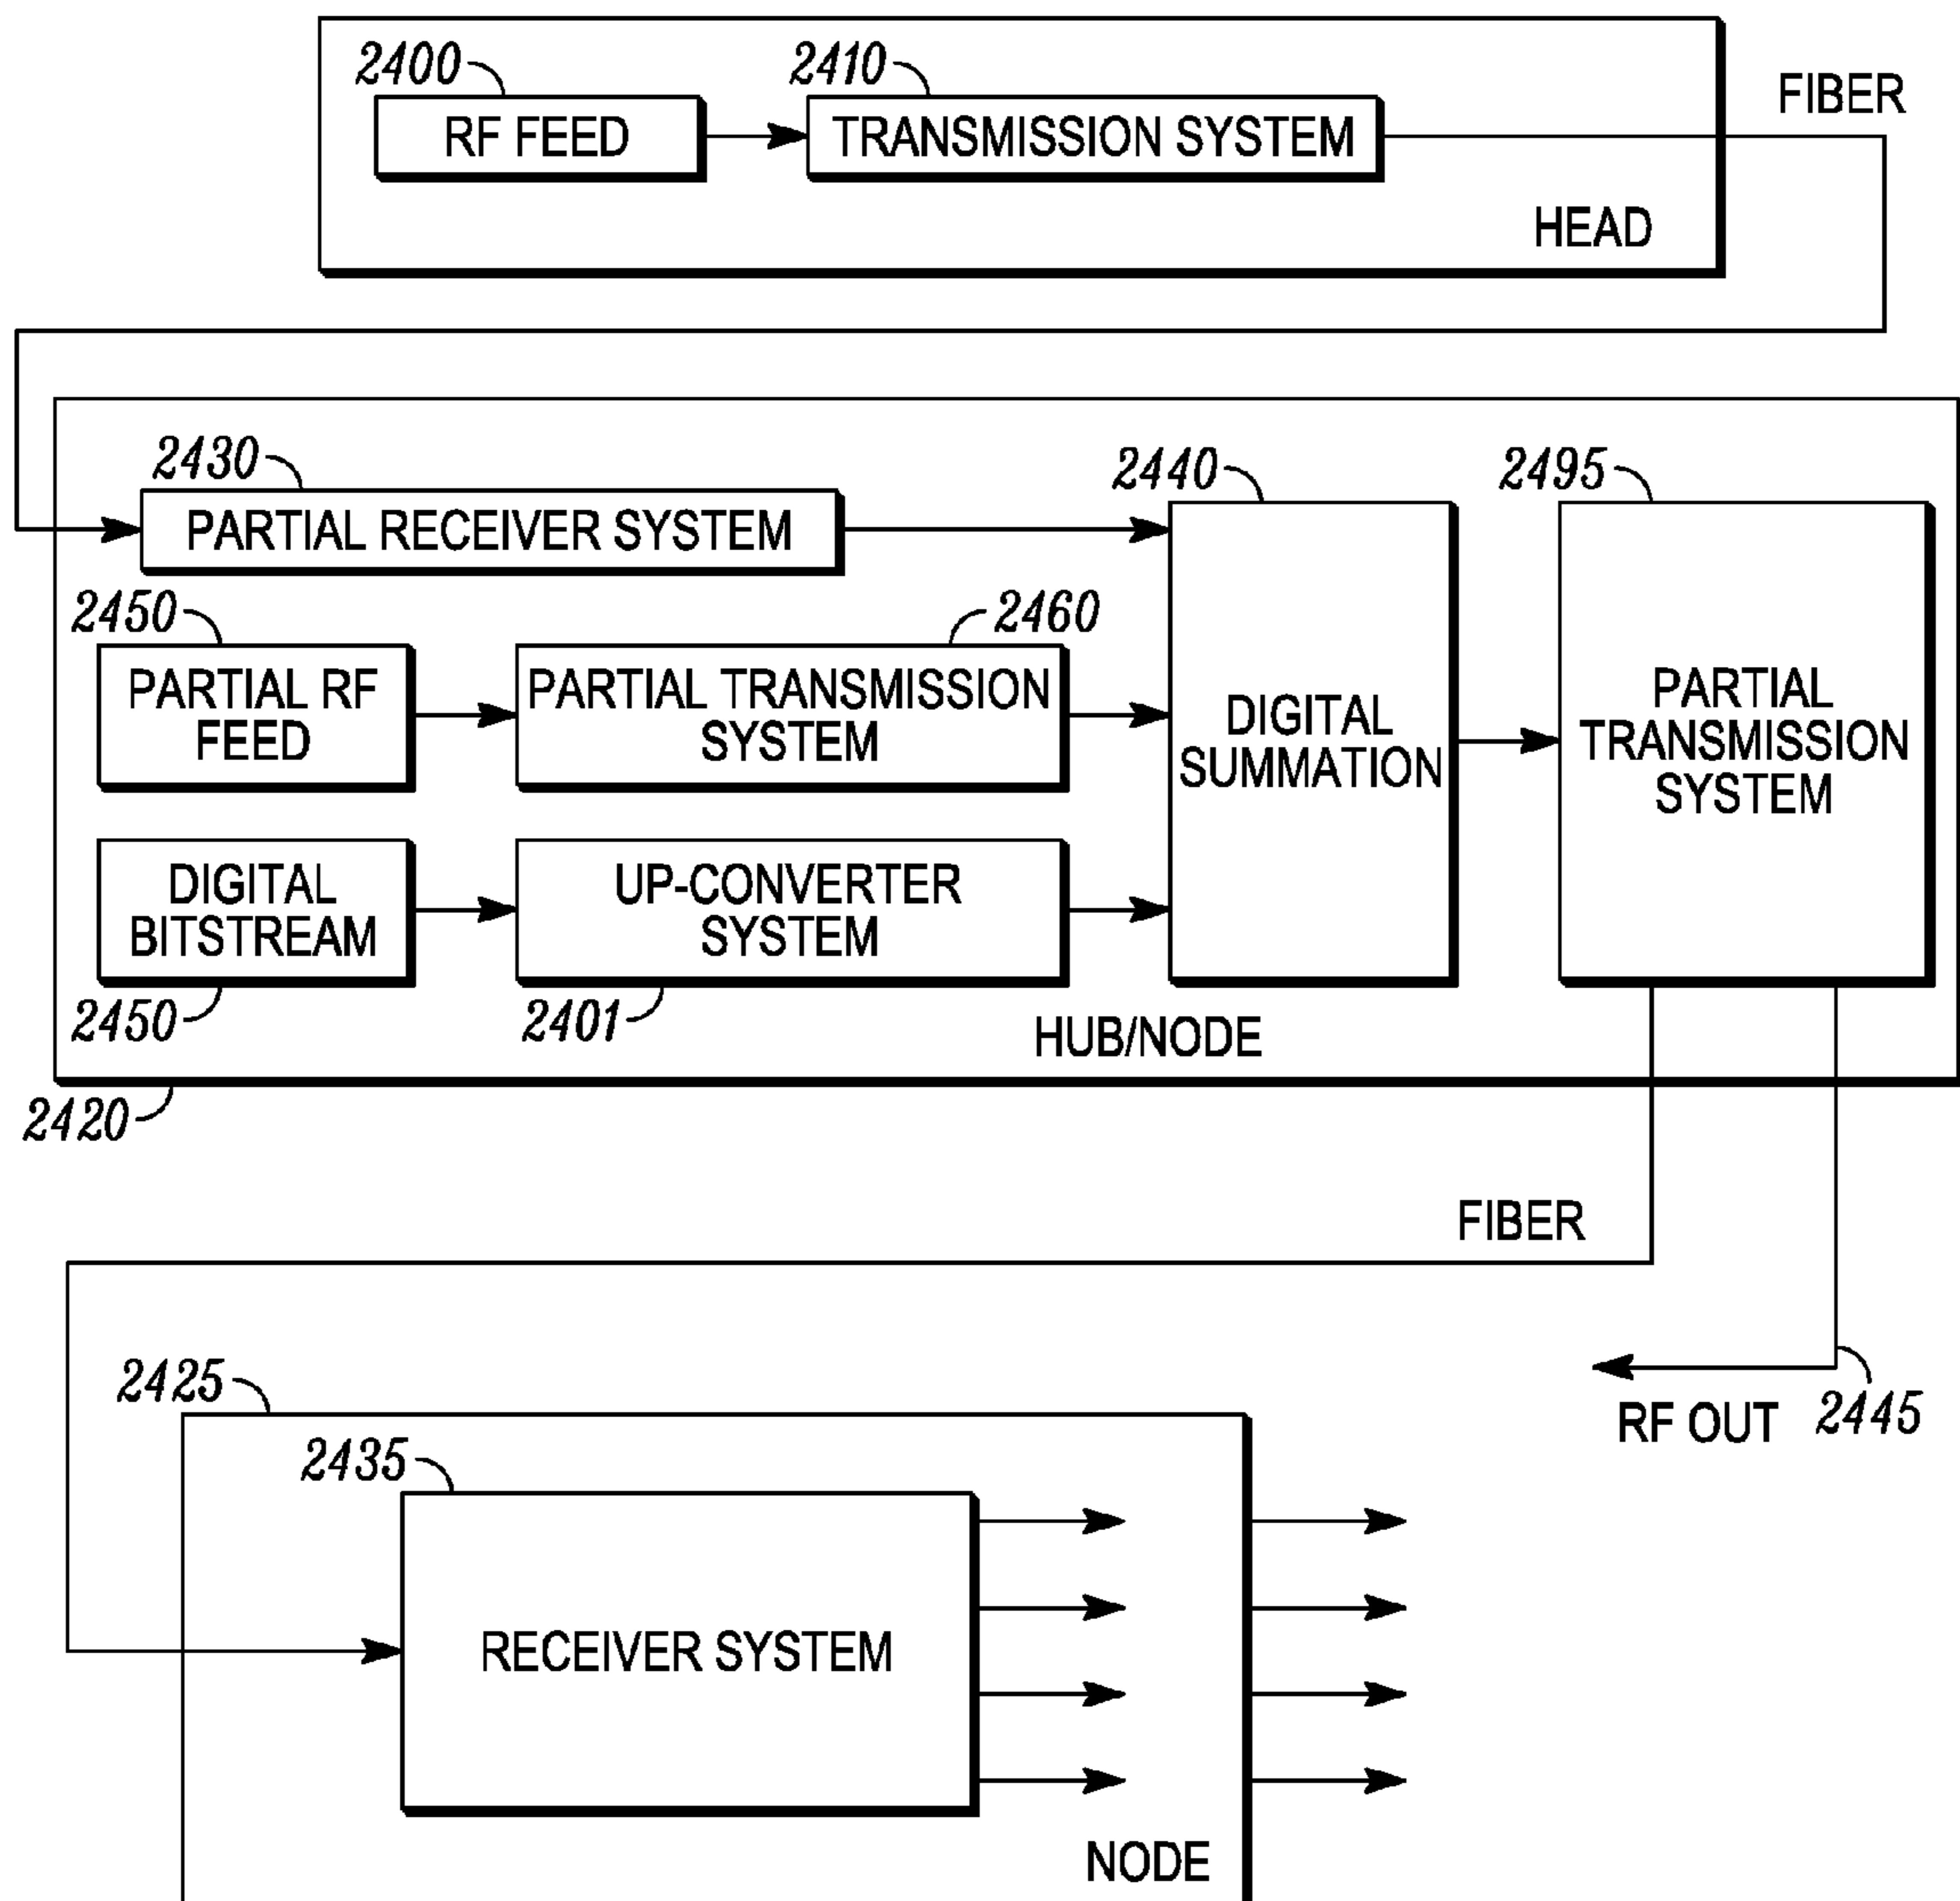 2400
2410
FIBER
RF FEED
TRANSMISSION SYSTEM
HEAD
2430
2440
2495
PARTIAL RECEIVER SYSTEM
2450
2460
PARTIAL RF
FEED
PARTIAL TRANSMISSION
SYSTEM
DIGITAL
SUMMATION
PARTIAL
TRANSMISSION
SYSTEM
DIGITAL
BITSTREAM
UP-CONVERTER
SYSTEM
2450
2401
HUB/NODE
2420
FIBER
2425
RF OUT
2445
2435
RECEIVER SYSTEM
NODE